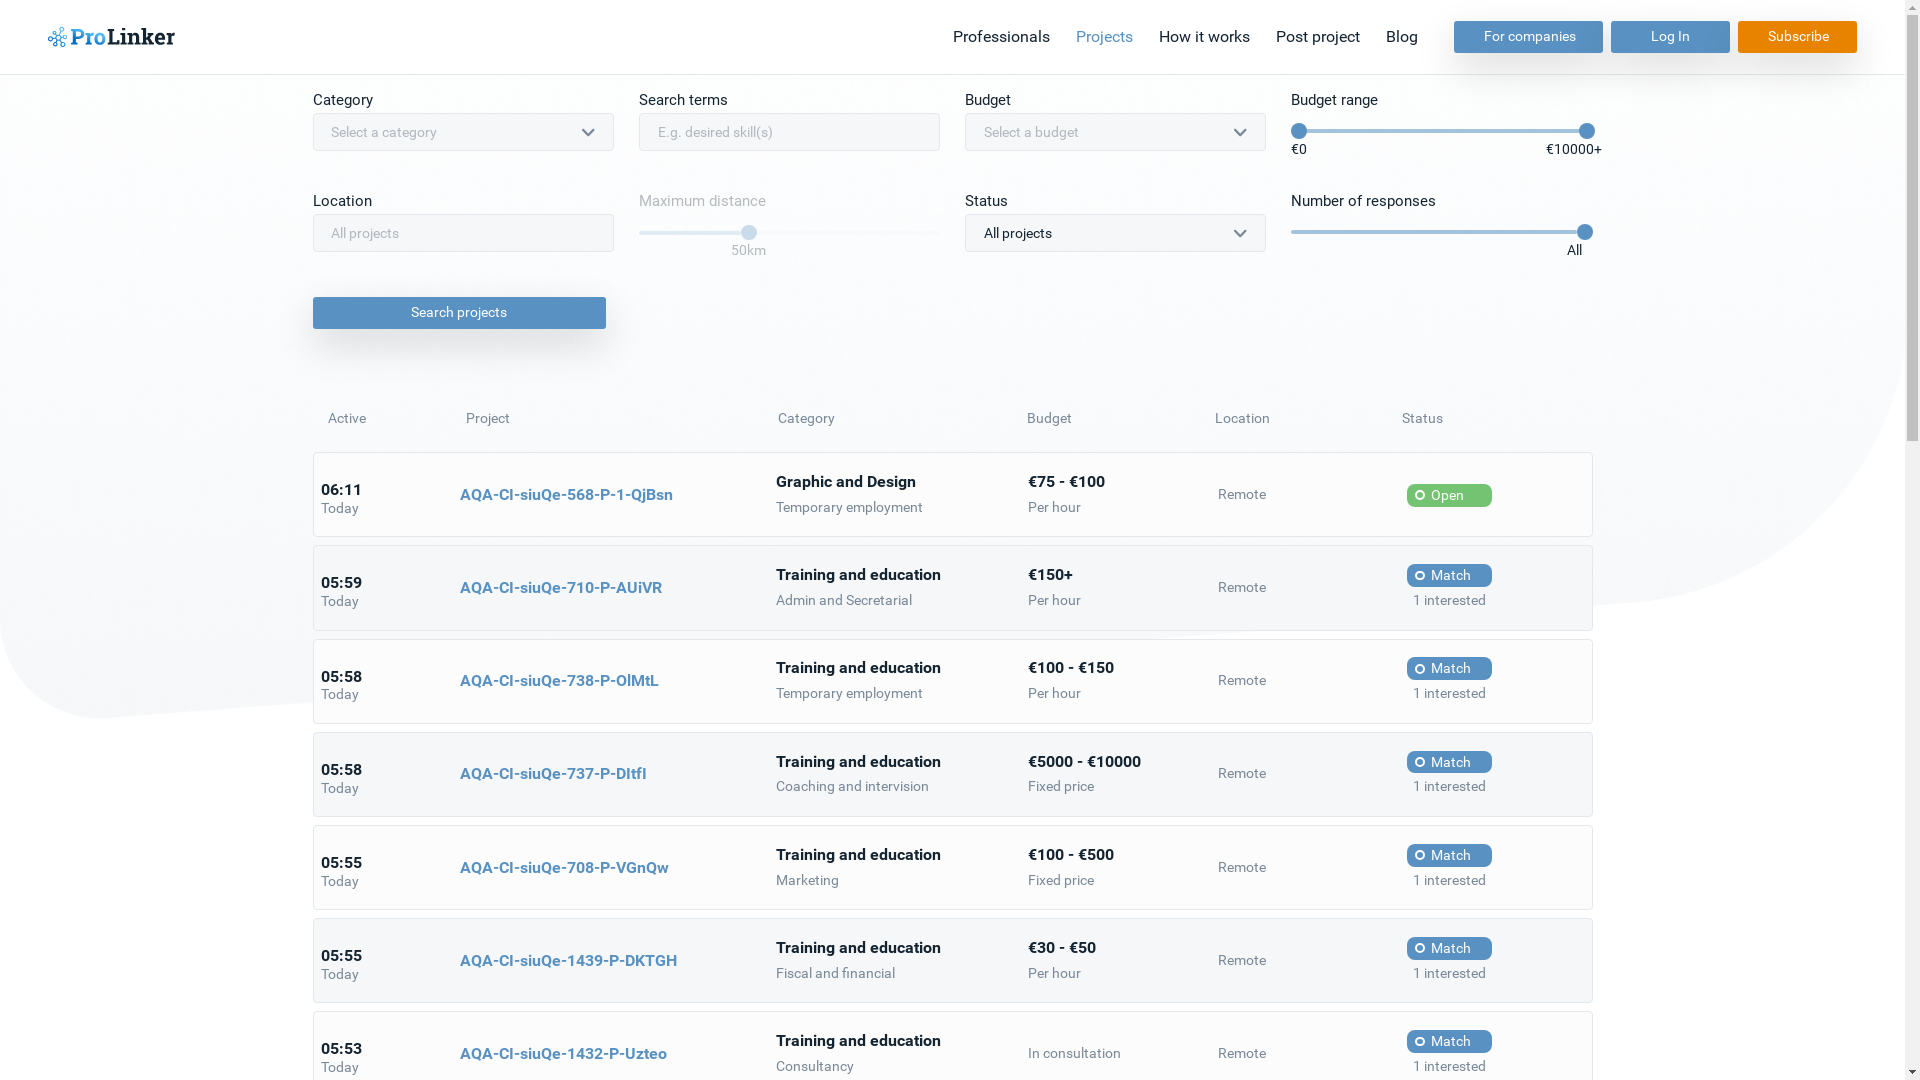 ProLinker
Professionals Projects How it works Post project Blog For companies Log In Subscribe
Category Search terms Budget Budget range
Select a category E.g. desired skill(s) Select a budget
€0 €10000+
Location Maximum distance Status Number of responses
All projects All projects
50km All
Search projects
Active Project Category Budget Location Status
06:11 Today AQA-CI-siuQe-568-P-1-QjBsn Graphic and Design €75 - €100 Remote Open
Temporary employment Per hour
05:59 Today AQA-CI-siuQe-710-P-AUiVR Training and education €150+ Remote Match
Admin and Secretarial Per hour 1 interested
05:58 Today AQA-CI-siuQe-738-P-OlMtL Training and education €100 - €150 Remote Match
Temporary employment Per hour 1 interested
05:58 Today AQA-CI-siuQe-737-P-DItfI Training and education €5000 - €10000 Remote Match
Coaching and intervision Fixed price 1 interested
05:55 Today AQA-CI-siuQe-708-P-VGnQw Training and education €100 - €500 Remote Match
Marketing Fixed price 1 interested
05:55 Today AQA-CI-siuQe-1439-P-DKTGH Training and education €30 - €50 Remote Match
Fiscal and financial Per hour 1 interested
05:53 Today AQA-CI-siuQe-1432-P-Uzteo Training and education In consultation Remote Match
Consultancy 1 interested